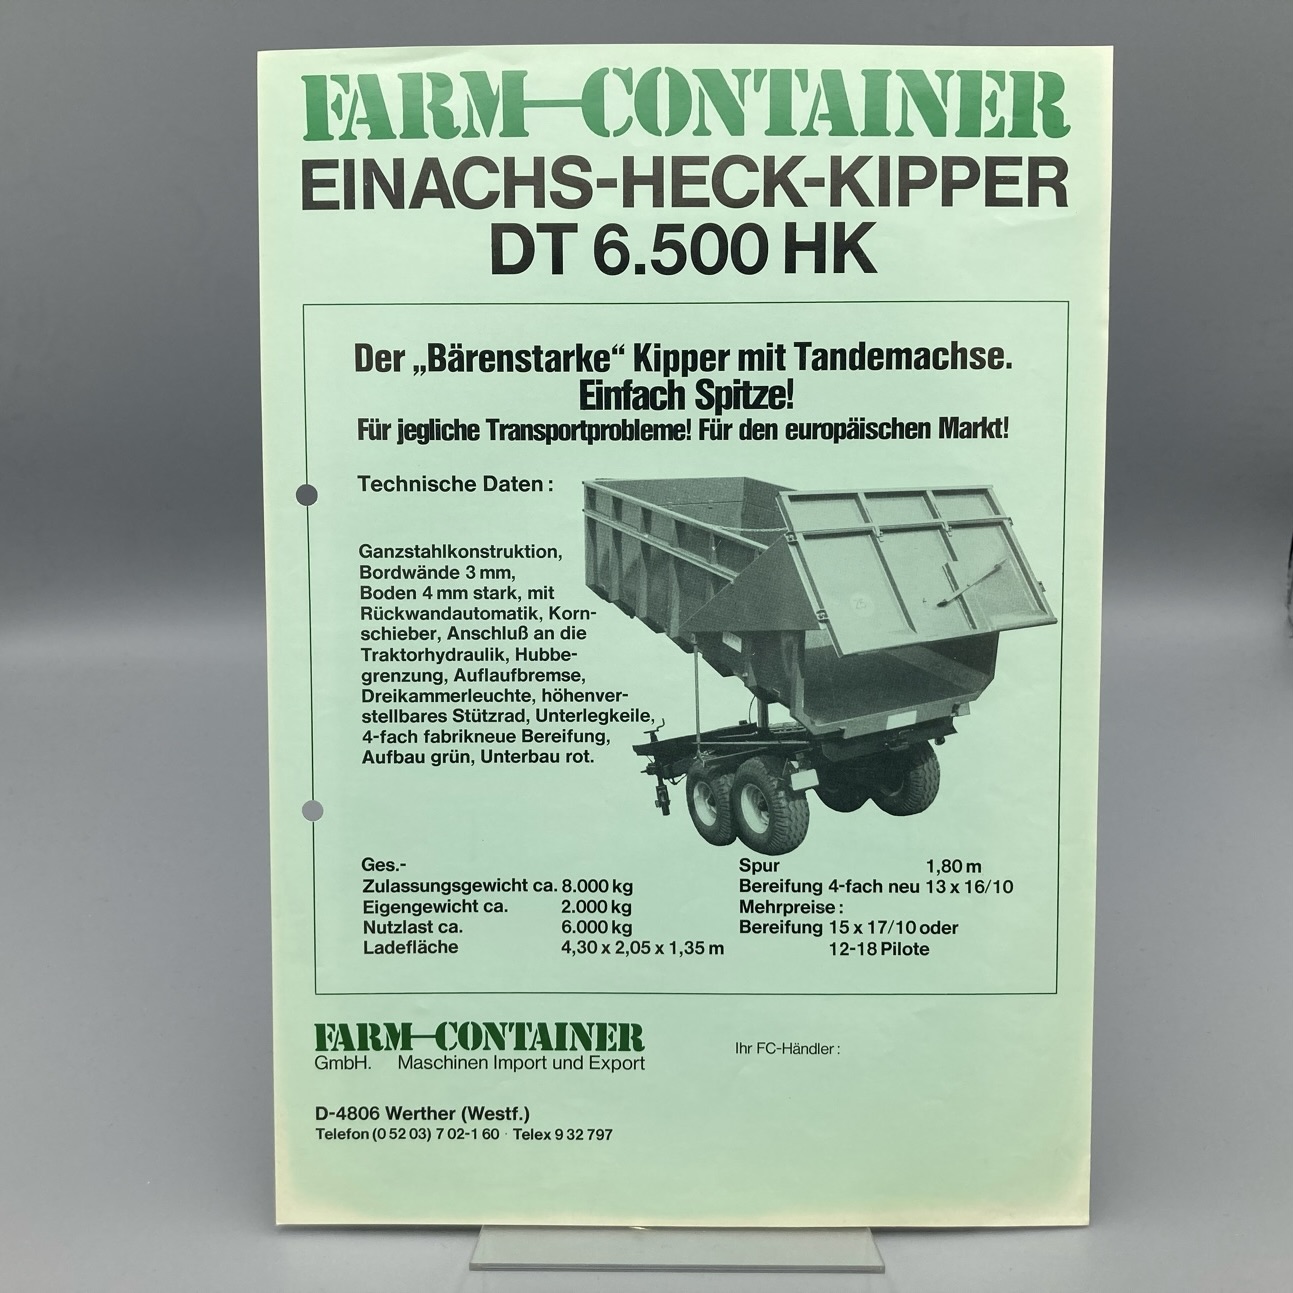 FARM-CONTAINER
EINACHS-HECK-KIPPER
DT 6.500 HK
Der „Bärenstarke“ Kipper mit Tandemachse.
Einfach Spitze!
Für jegliche Transportprobleme! Für den europäischen Markt!
Technische Daten:
Ganzstahlkonstruktion,
Bordwände 3 mm,
Boden 4 mm stark, mit
Rückwandautomatik, Korn-
schieber, Anschluß an die
Traktorhydraulik, Hubbe-
grenzung, Auflaufbremse,
Dreikammerleuchte, höhenver-
stellbares Stützrad, Unterlegkeile,
4-fach fabrikneue Bereifung,
Aufbau grün, Unterbau rot.
Ges.-
Zulassungsgewicht ca. 8.000 kg
Eigengewicht ca. 2.000 kg
Nutzlast ca. 6.000 kg
Ladefläche 4,30 x 2,05 x 1,35 m
Spur 1,80 m
Bereifung 4-fach neu 13 x 16/10
Mehrpreise:
Bereifung 15 x 17/10 oder
12-18 Pilote
FARM-CONTAINER
GmbH. Maschinen Import und Export
Ihr FC-Händler:
D-4806 Werther (Westf.)
Telefon (0 52 03) 7 02-1 60 · Telex 9 32 797